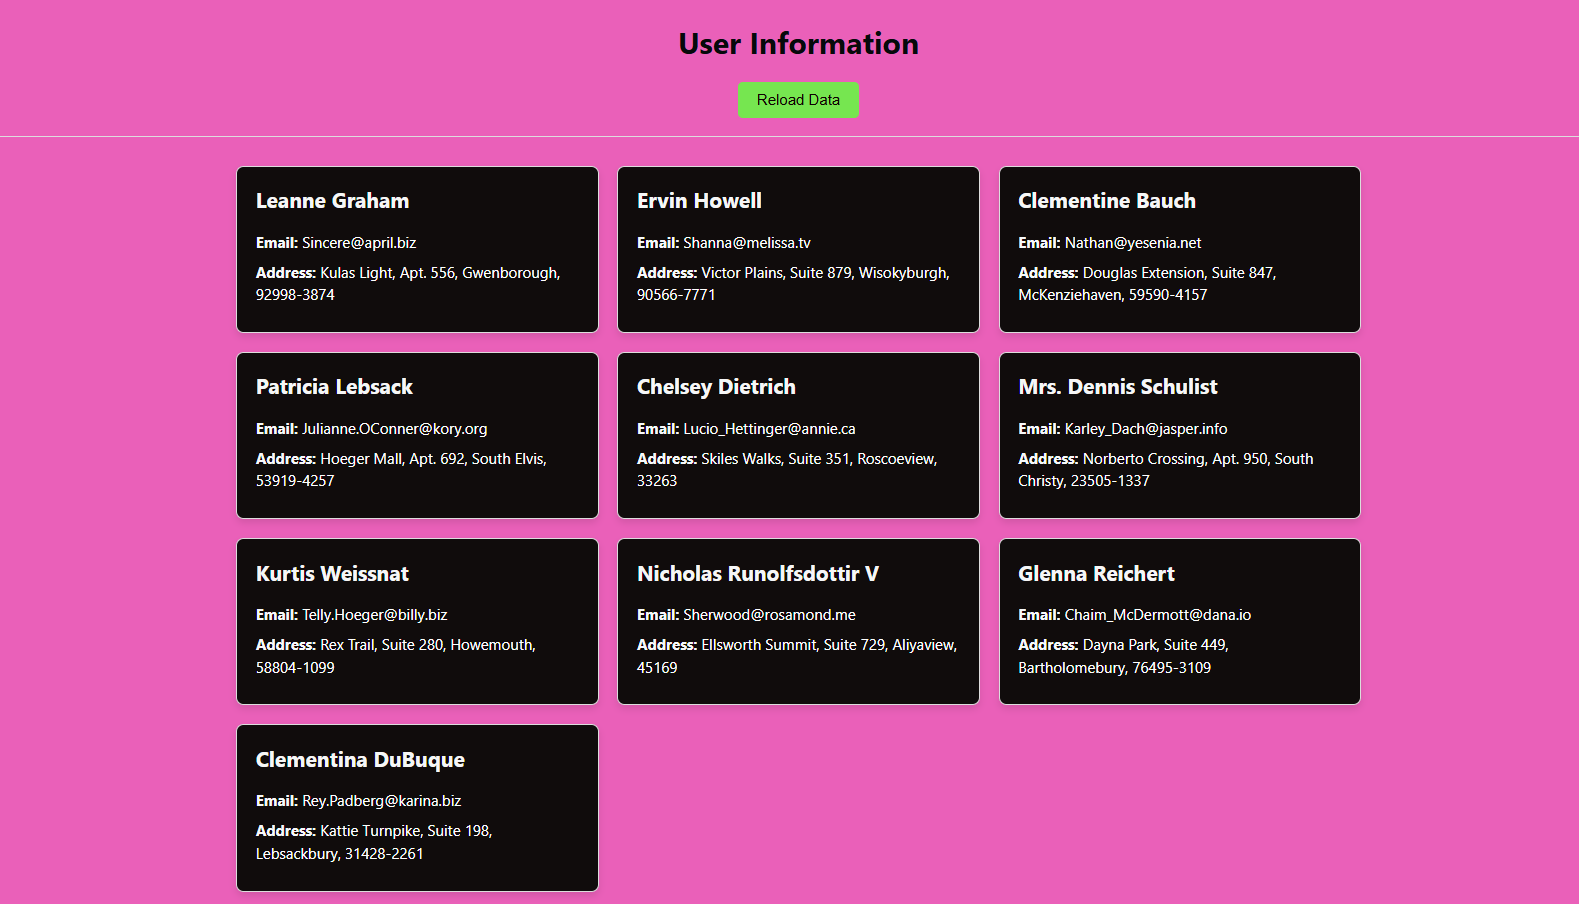 User Information
Reload Data
Leanne Graham
Email: Sincere@april.biz
Address: Kulas Light, Apt. 556, Gwenborough,
92998-3874
Ervin Howell
Email: Shanna@melissa.tv
Address: Victor Plains, Suite 879, Wisokyburgh,
90566-7771
Clementine Bauch
Email: Nathan@yesenia.net
Address: Douglas Extension, Suite 847,
McKenziehaven, 59590-4157
Patricia Lebsack
Email: Julianne.OConner@kory.org
Address: Hoeger Mall, Apt. 692, South Elvis,
53919-4257
Chelsey Dietrich
Email: Lucio_Hettinger@annie.ca
Address: Skiles Walks, Suite 351, Roscoeview,
33263
Mrs. Dennis Schulist
Email: Karley_Dach@jasper.info
Address: Norberto Crossing, Apt. 950, South
Christy, 23505-1337
Kurtis Weissnat
Email: Telly.Hoeger@billy.biz
Address: Rex Trail, Suite 280, Howemouth,
58804-1099
Nicholas Runolfsdottir V
Email: Sherwood@rosamond.me
Address: Ellsworth Summit, Suite 729, Aliyaview,
45169
Glenna Reichert
Email: Chaim_McDermott@dana.io
Address: Dayna Park, Suite 449,
Bartholomebury, 76495-3109
Clementina DuBuque
Email: Rey.Padberg@karina.biz
Address: Kattie Turnpike, Suite 198,
Lebsackbury, 31428-2261